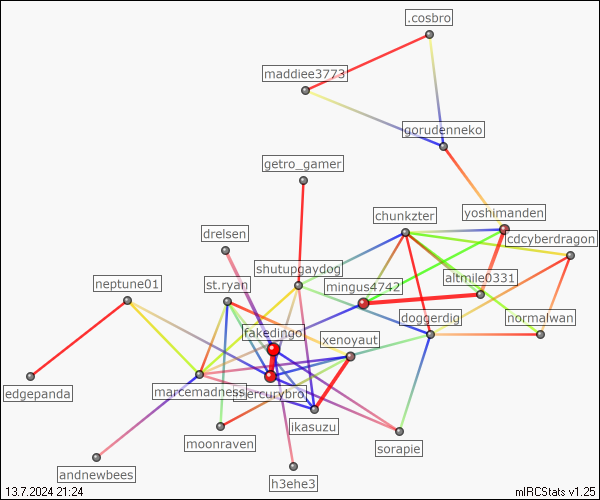 .cosbro
maddiee3773
gorudenneko
getro_gamer
chunkzter
yoshimanden
drelsen
cdcyberdragon
shutupgaydog
neptune01
st.ryan
mingus4742
altmile0331
fakedingo
doggerdig
normalwan
xenoyaut
edgepanda
marcemadness
mercurybro
moonraven
ikasuzu
sorapie
andnewbees
h3ehe3
13.7.2024 21:24
mIRCStats v1.25